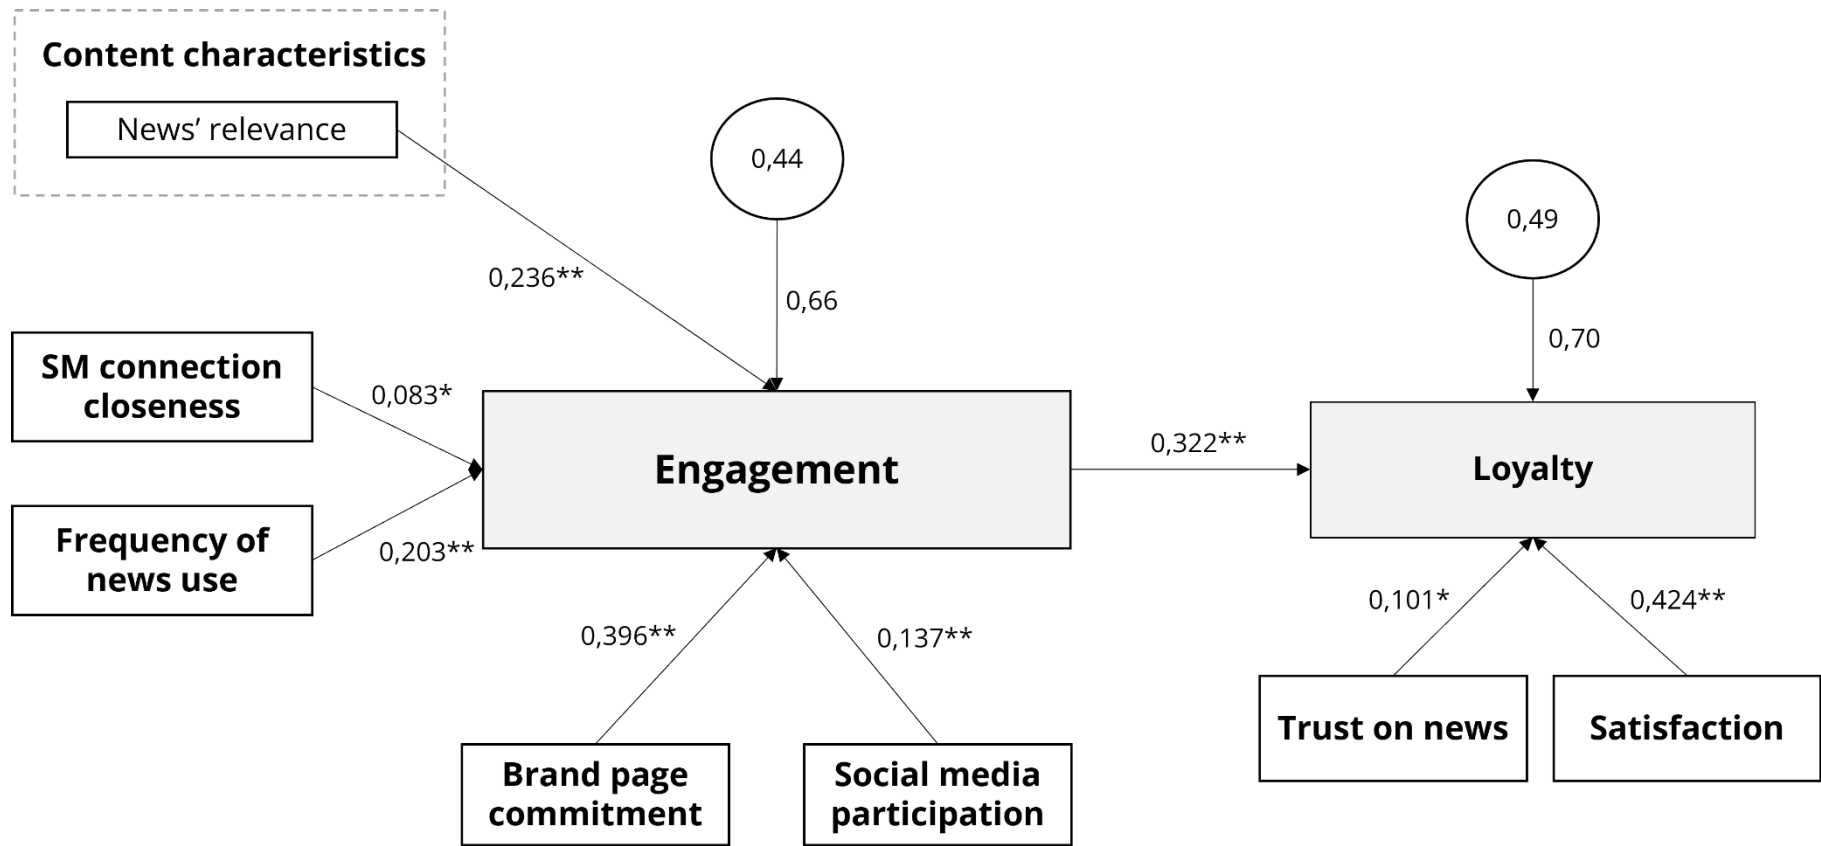 Content characteristics
News’ relevance
0,44
0,49
0,236**
0,66
0,70
SM connection
closeness
0,083*
Engagement
0,322**
Loyalty
Frequency of
news use
0,203**
0,396**
0,137**
0,101*
0,424**
Brand page
commitment
Social media
participation
Trust on news
Satisfaction